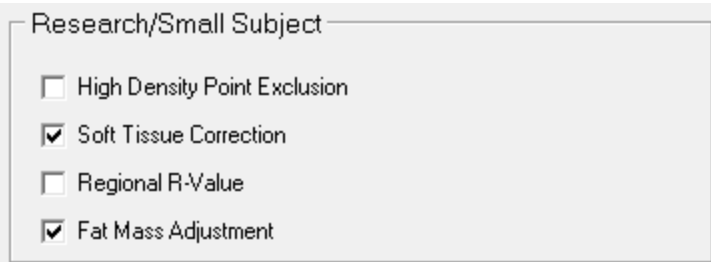 Research/Small Subject
High Density Point Exclusion
Soft Tissue Correction
Regional R-Value
Fat Mass Adjustment